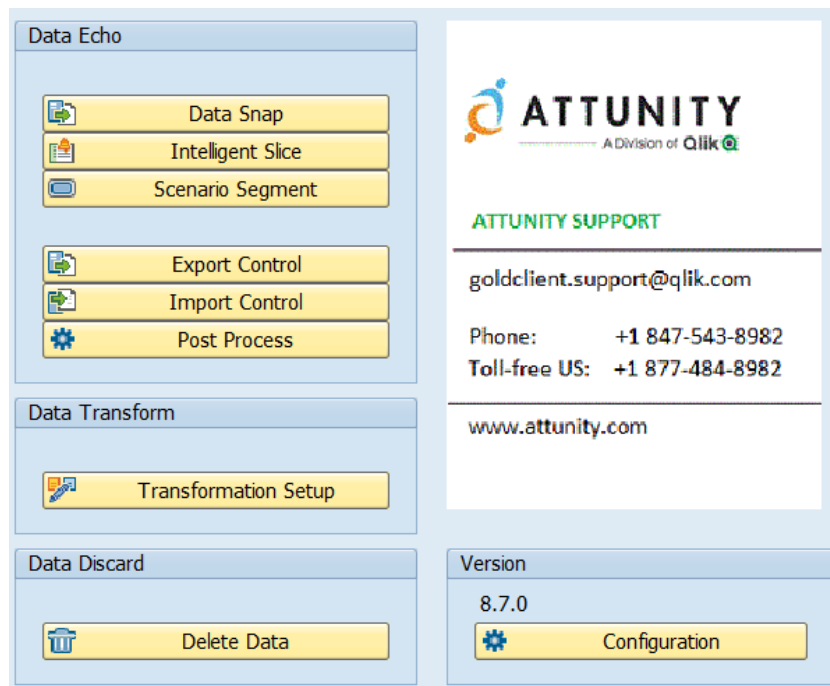 Data Echo
Data Snap
Intelligent Slice
Scenario Segment
Export Control
Import Control
Post Process
Data Transform
Transformation Setup
Data Discard
Delete Data
ATTUNITY
A Division of Qlik
ATTUNITY SUPPORT
goldclient.support@qlik.com
Phone: +1 847-543-8982
Toll-free US: +1 877-484-8982
www.attunity.com
Version
8.7.0
Configuration